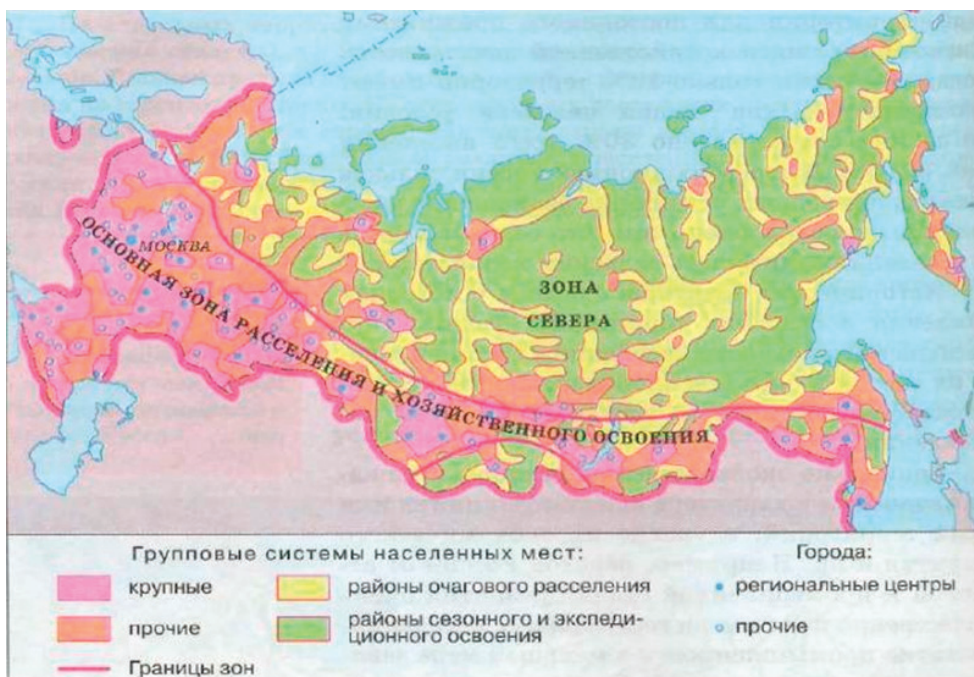 МОСКВА
ОСНОВНАЯ ЗОНА РАССЕЛЕНИЯ И ХОЗЯЙСТВЕННОГО ОСВОЕНИЯ
ЗОНА
СЕВЕРА
Групповые системы населенных мест:
крупные
прочие
Границы зон
районы очагового расселения
районы сезонного и экспеди-
ционного освоения
Города:
региональные центры
прочие